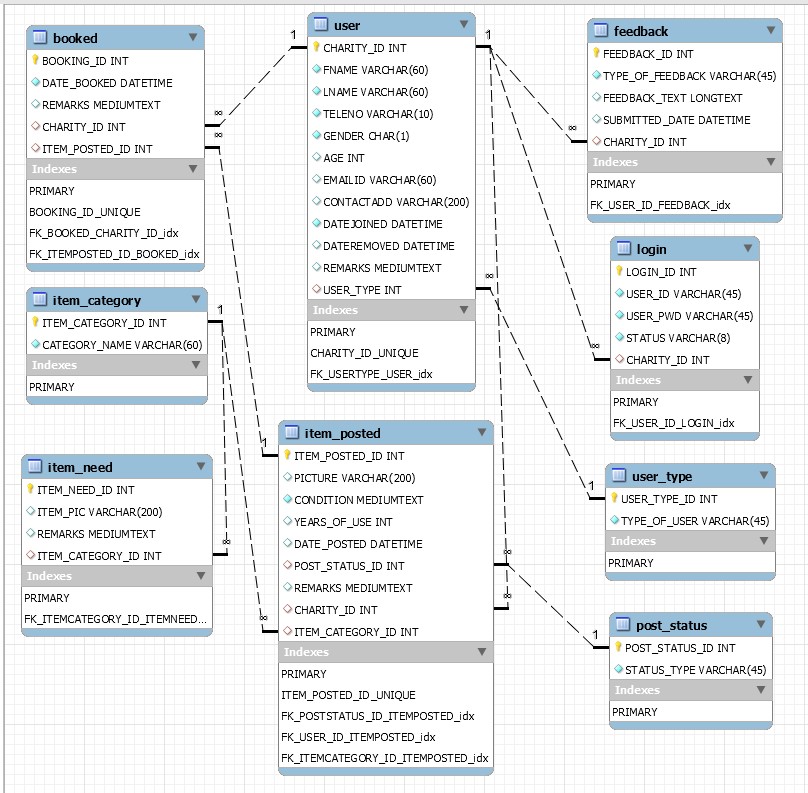 booked
BOOKING_ID INT
DATE_BOOKED DATETIME
REMARKS MEDIUMTEXT
CHARITY_ID INT
ITEM_POSTED_ID INT
Indexes
PRIMARY
BOOKING_ID_UNIQUE
FK_BOOKED_CHARITY_ID_idx
FK_ITEMPOSTED_ID_BOOKED_idx
1
∞
∞
user
CHARITY_ID INT
FNAME VARCHAR(60)
LNAME VARCHAR(60)
TELENO VARCHAR(10)
GENDER CHAR(1)
AGE INT
EMAILID VARCHAR(60)
CONTACTADD VARCHAR(200)
DATEJOINED DATETIME
DATEREMOVED DATETIME
REMARKS MEDIUMTEXT
USER_TYPE INT
Indexes
PRIMARY
CHARITY_ID_UNIQUE
FK_USERTYPE_USER_idx
1
∞
feedback
FEEDBACK_ID INT
TYPE_OF_FEEDBACK VARCHAR(45)
FEEDBACK_TEXT LONGTEXT
SUBMITTED_DATE DATETIME
CHARITY_ID INT
Indexes
PRIMARY
FK_USER_ID_FEEDBACK_idx
∞
login
LOGIN_ID INT
USER_ID VARCHAR(45)
USER_PWD VARCHAR(45)
STATUS VARCHAR(8)
CHARITY_ID INT
Indexes
PRIMARY
FK_USER_ID_LOGIN_idx
∞
item_category
ITEM_CATEGORY_ID INT
CATEGORY_NAME VARCHAR(60)
Indexes
PRIMARY
1
item_need
ITEM_NEED_ID INT
ITEM_PIC VARCHAR(200)
REMARKS MEDIUMTEXT
ITEM_CATEGORY_ID INT
Indexes
PRIMARY
FK_ITEMCATEGORY_ID_ITEMNEED...
∞
item_posted
ITEM_POSTED_ID INT
PICTURE VARCHAR(200)
CONDITION MEDIUMTEXT
YEARS_OF_USE INT
DATE_POSTED DATETIME
POST_STATUS_ID INT
REMARKS MEDIUMTEXT
CHARITY_ID INT
ITEM_CATEGORY_ID INT
Indexes
PRIMARY
ITEM_POSTED_ID_UNIQUE
FK_POSTSTATUS_ID_ITEMPOSTED_idx
FK_USER_ID_ITEMPOSTED_idx
FK_ITEMCATEGORY_ID_ITEMPOSTED_idx
1
∞
∞
∞
user_type
USER_TYPE_ID INT
TYPE_OF_USER VARCHAR(45)
Indexes
PRIMARY
1
post_status
POST_STATUS_ID INT
STATUS_TYPE VARCHAR(45)
Indexes
PRIMARY
1